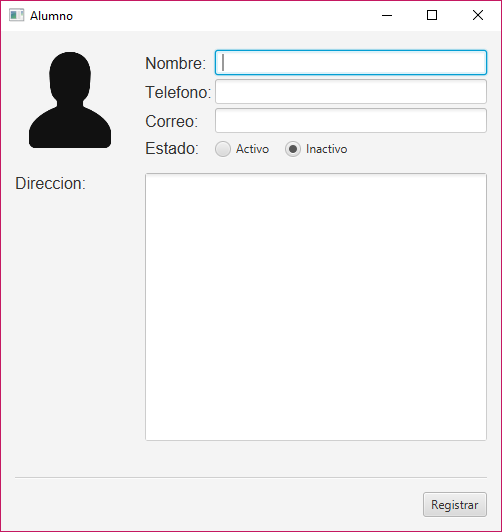 Alumno
Nombre:
Telefono:
Correo:
Estado: Activo Inactivo
Direccion:
Registrar